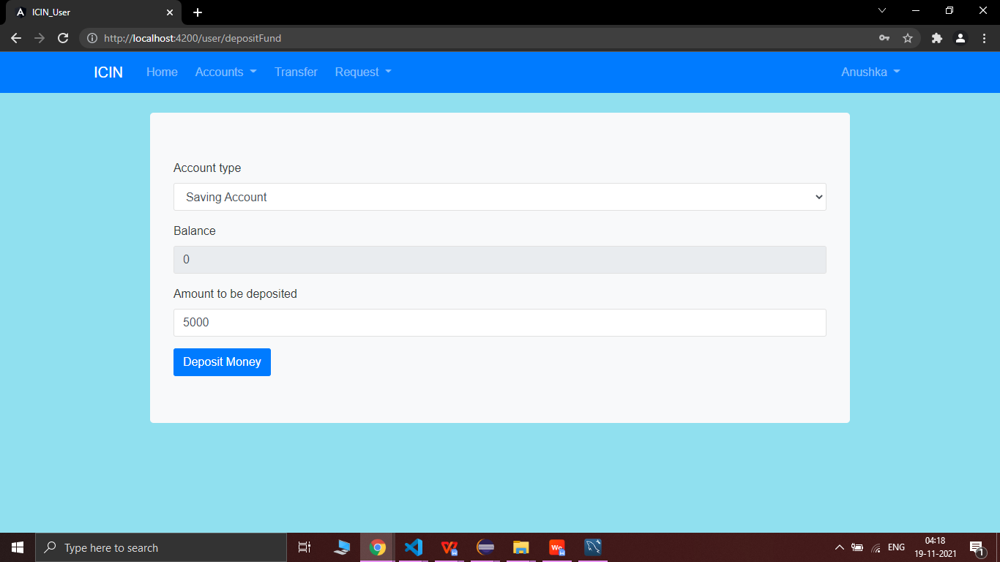 ICIN_User
http://localhost:4200/user/depositFund
ICIN Home Accounts Transfer Request Anushka
Account type
Saving Account
Balance
0
Amount to be deposited
5000
Deposit Money
Type here to search
ENG
04:18
19-11-2021
1